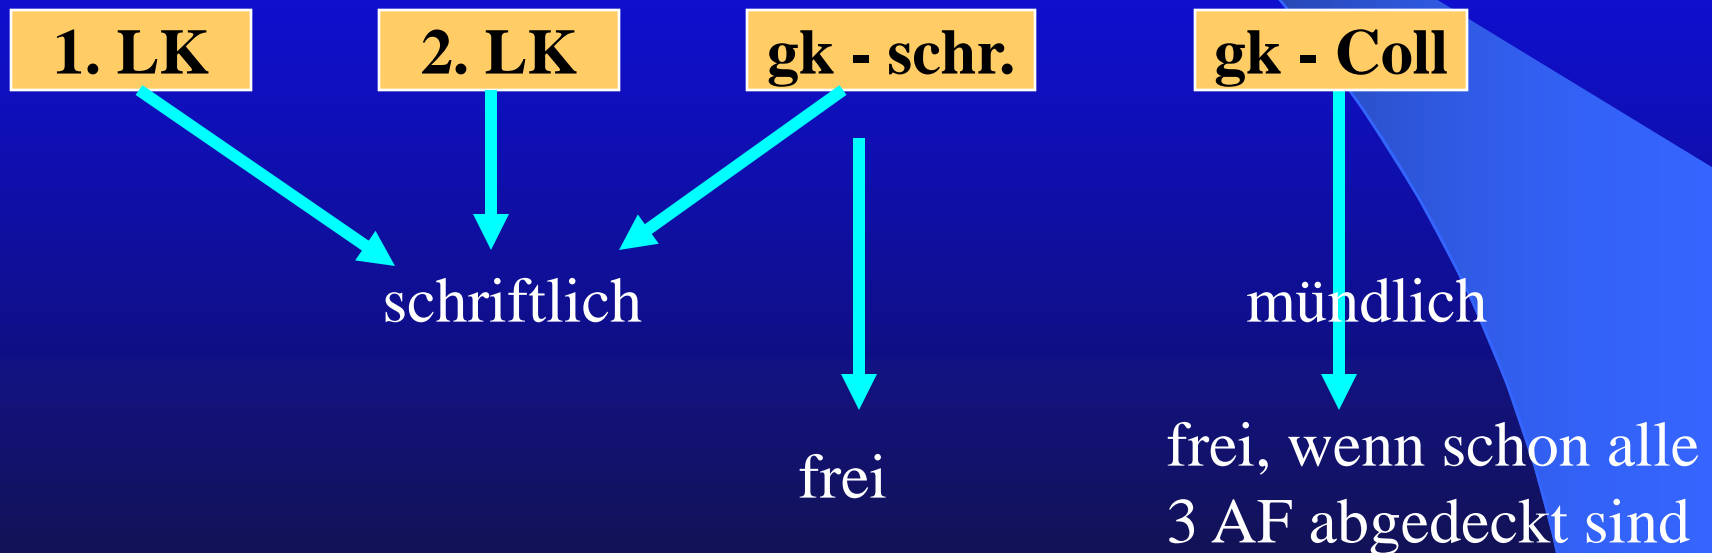 1. LK
2. LK
gk - schr.
gk - Coll
schriftlich
mündlich
frei
frei, wenn schon alle
3 AF abgedeckt sind